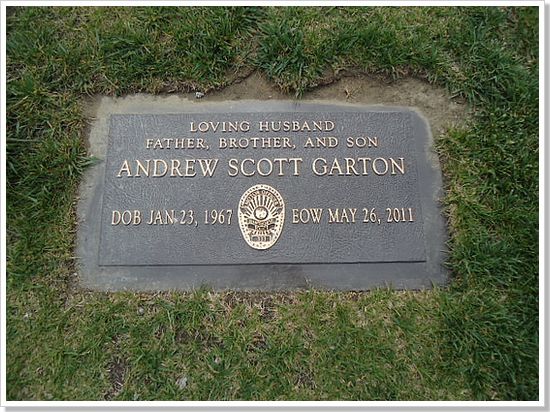 LOVING HUSBAND
FATHER, BROTHER, AND SON
ANDREW SCOTT GARTON
DOB JAN 23, 1967 EOW MAY 26, 2011